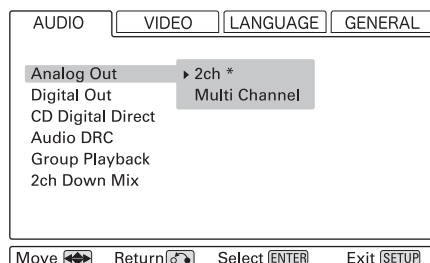 AUDIO VIDEO LANGUAGE GENERAL
Analog Out 2ch *
Digital Out Multi Channel
CD Digital Direct
Audio DRC
Group Playback
2ch Down Mix
Move Return Select ENTER Exit SETUP